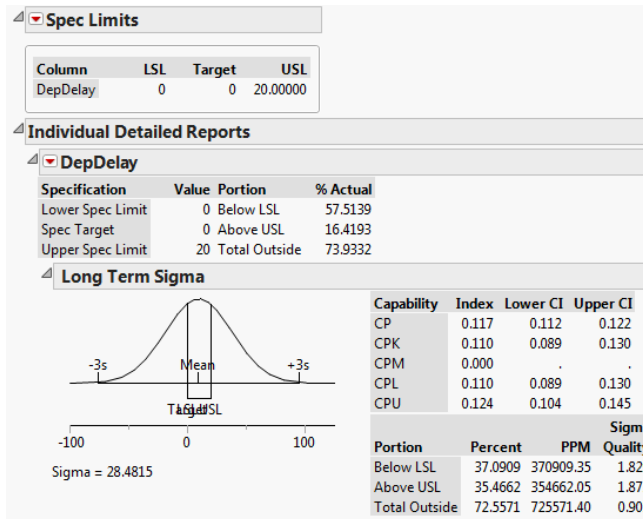 Spec Limits
Column LSL Target USL
DepDelay 0 0 20.00000
Individual Detailed Reports
DepDelay
Specification Value Portion % Actual
Lower Spec Limit 0 Below LSL 57.5139
Spec Target 0 Above USL 16.4193
Upper Spec Limit 20 Total Outside 73.9332
Long Term Sigma
-3s Mean +3s
Target LSL USL
-100 0 100
Sigma = 28.4815
Capability Index Lower CI Upper CI
CP 0.117 0.112 0.122
CPK 0.110 0.089 0.130
CPM 0.000 . .
CPL 0.110 0.089 0.130
CPU 0.124 0.104 0.145
Sigm
Portion Percent PPM Quality
Below LSL 37.0909 370909.35 1.82
Above USL 35.4662 354662.05 1.87
Total Outside 72.5571 725571.40 0.90